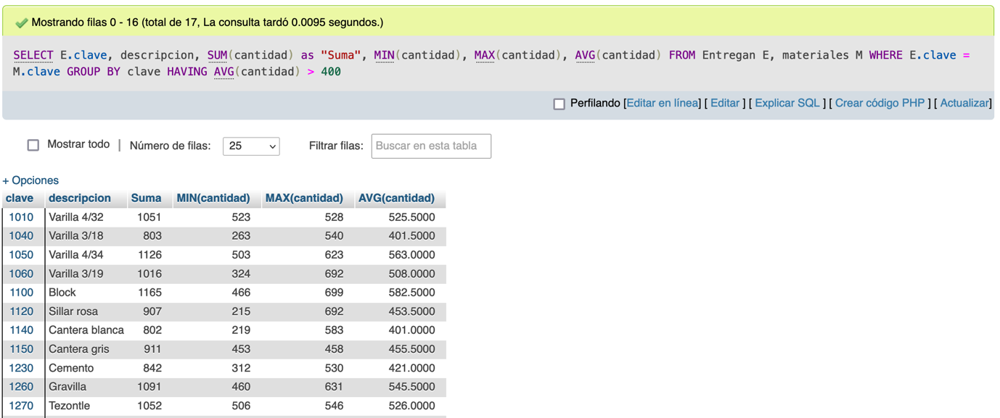 Mostrando filas 0 - 16 (total de 17, La consulta tardó 0.0095 segundos.)
SELECT E.clave, descripcion, SUM(cantidad) as "Suma", MIN(cantidad), MAX(cantidad), AVG(cantidad) FROM Entregan E, materiales M WHERE E.clave =
M.clave GROUP BY clave HAVING AVG(cantidad) > 400
Perfilando [Editar en línea] [ Editar ] [ Explicar SQL ] [ Crear código PHP ] [ Actualizar]
Mostrar todo | Número de filas: 25 Filtrar filas: Buscar en esta tabla
+ Opciones
clave descripcion Suma MIN(cantidad) MAX(cantidad) AVG(cantidad)
1010 Varilla 4/32 1051 523 528 525.5000
1040 Varilla 3/18 803 263 540 401.5000
1050 Varilla 4/34 1126 503 623 563.0000
1060 Varilla 3/19 1016 324 692 508.0000
1100 Block 1165 466 699 582.5000
1120 Sillar rosa 907 215 692 453.5000
1140 Cantera blanca 802 219 583 401.0000
1150 Cantera gris 911 453 458 455.5000
1230 Cemento 842 312 530 421.0000
1260 Gravilla 1091 460 631 545.5000
1270 Tezontle 1052 506 546 526.0000